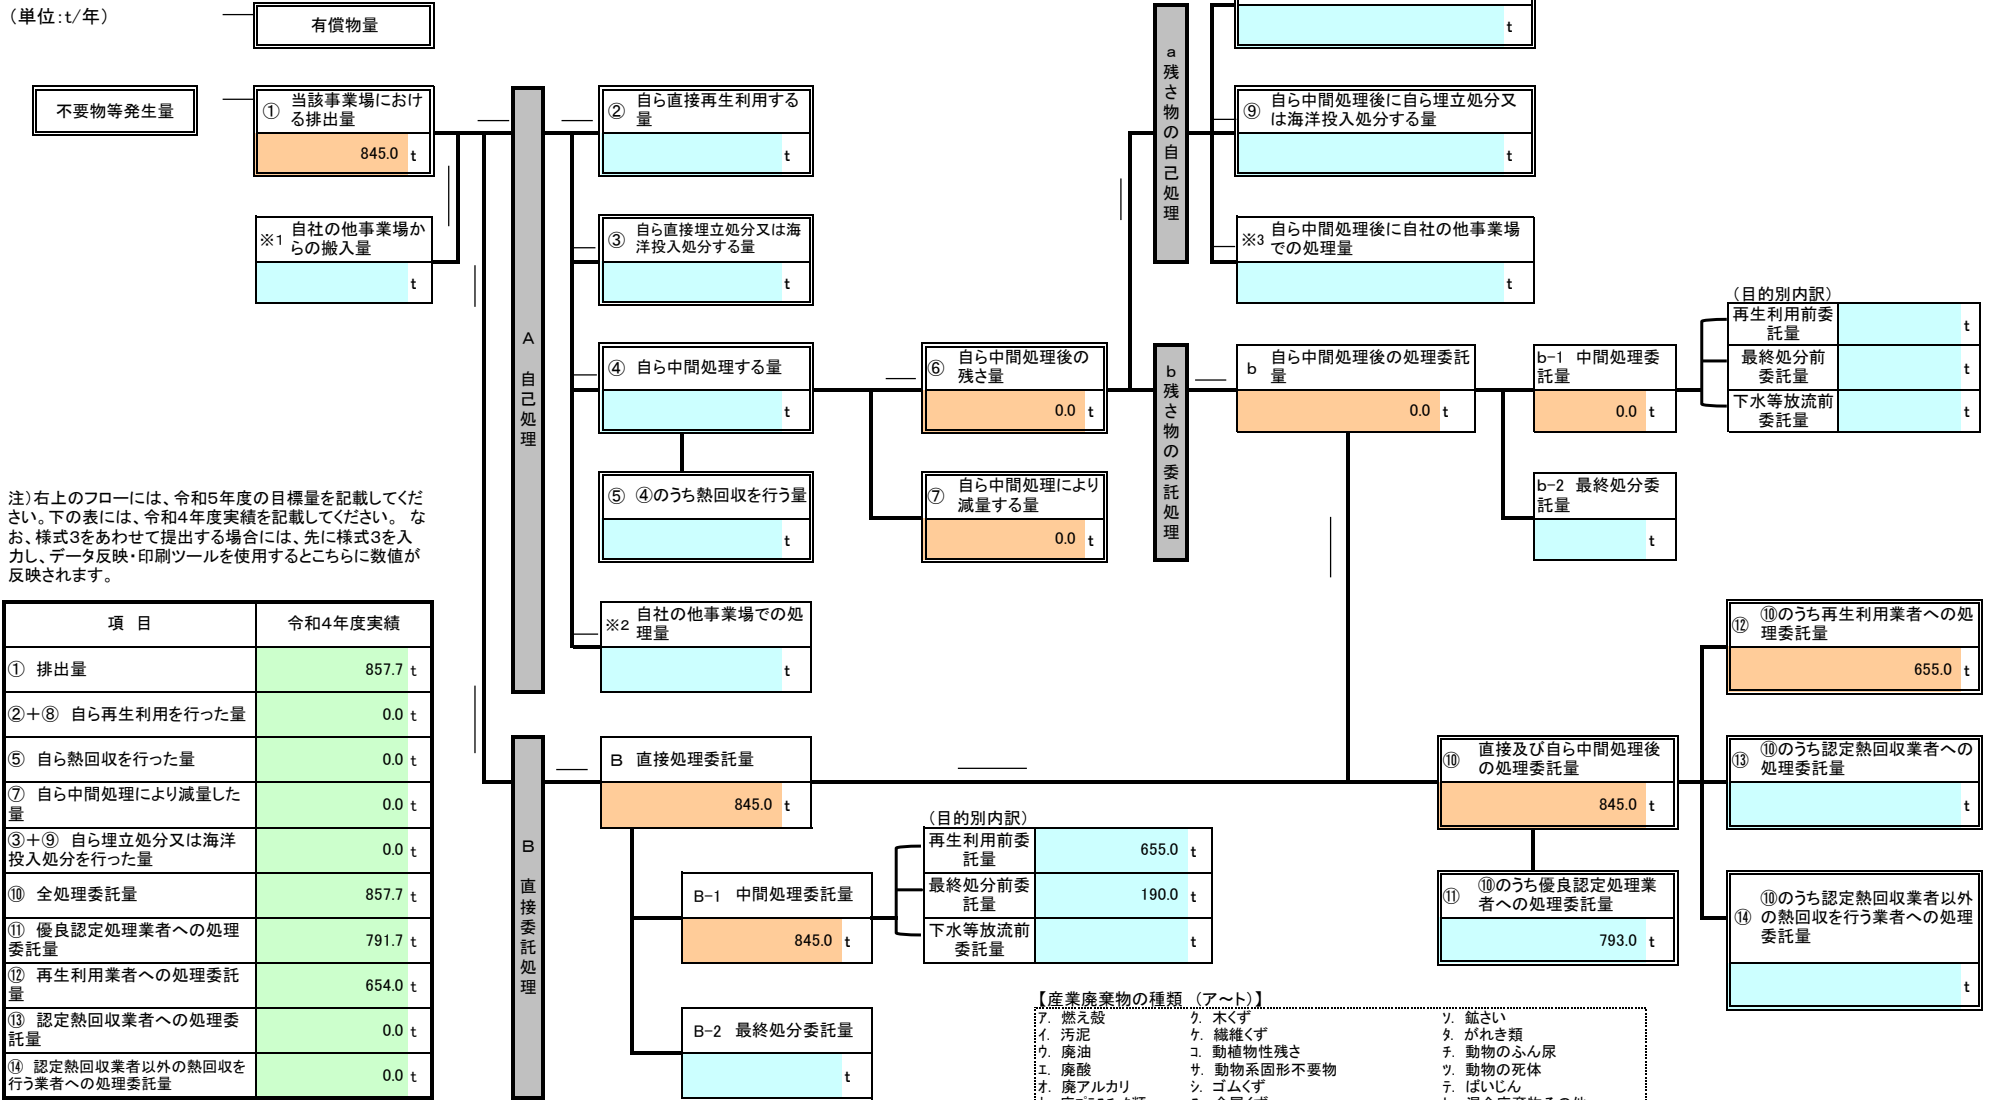 （単位:t/年）
有償物量
t
不要物等発生量
① 当該事業場におけ
る排出量
845.0 t
※1 自社の他事業場か
らの搬入量
t
A 自己処理
② 自ら直接再生利用する
量
t
③ 自ら直接埋立処分又は海
洋投入処分する量
t
④ 自ら中間処理する量
t
⑤ ④のうち熱回収を行う量
t
※2 自社の他事業場での処
理量
t
⑥ 自ら中間処理後の
残さ量
0.0 t
⑦ 自ら中間処理により
減量する量
0.0 t
a残さ物の自己処理
⑨ 自ら中間処理後に自ら埋立処分又
は海洋投入処分する量
t
※3 自ら中間処理後に自社の他事業場
での処理量
t
b残さ物の委託処理
b 自ら中間処理後の処理委託
量
0.0 t
b-1 中間処理委
託量
0.0 t
b-2 最終処分委
託量
t
（目的別内訳）
再生利用前委
託量
t
最終処分前
委託量
t
下水等放流前
委託量
t
注）右上のフローには、令和5年度の目標量を記載してくだ
さい。下の表には、令和4年度実績を記載してください。 な
お、様式3をあわせて提出する場合には、先に様式3を入
力し、データ反映・印刷ツールを使用するとこちらに数値が
反映されます。
項 目 令和4年度実績
① 排出量 857.7 t
②＋⑧ 自ら再生利用を行った量 0.0 t
⑤ 自ら熱回収を行った量 0.0 t
⑦ 自ら中間処理により減量した
量 0.0 t
③＋⑨ 自ら埋立処分又は海洋
投入処分を行った量 0.0 t
⑩ 全処理委託量 857.7 t
⑪ 優良認定処理業者への処理
委託量 791.7 t
⑫ 再生利用業者への処理委託
量 654.0 t
⑬ 認定熱回収業者への処理委
託量 0.0 t
⑭ 認定熱回収業者以外の熱回収を
行う業者への処理委託量 0.0 t
B 直接委託処理
B 直接処理委託量
845.0 t
B-1 中間処理委託量
845.0 t
B-2 最終処分委託量
t
（目的別内訳）
再生利用前委
託量
655.0 t
最終処分前委
託量
190.0 t
下水等放流前
委託量
t
⑩ 直接及び自ら中間処理後
の処理委託量
845.0 t
⑪ ⑩のうち優良認定処理業
者への処理委託量
793.0 t
⑫ ⑩のうち再生利用業者への処
理委託量
655.0 t
⑬ ⑩のうち認定熱回収業者への
処理委託量
t
⑭ ⑩のうち認定熱回収業者以外
の熱回収を行う業者への処理
委託量
t
【産業廃棄物の種類 （ア～ト）】
ｱ. 燃え殻 ｸ. 木くず ｿ. 鉱さい
ｲ. 汚泥 ｹ. 繊維くず ﾀ. がれき類
ｳ. 廃油 ｺ. 動植物性残さ ﾁ. 動物のふん尿
ｴ. 廃酸 ｻ. 動物系固形不要物 ﾂ. 動物の死体
ｵ. 廃アルカリ ｼ. ゴムくず ﾃ. ばいじん